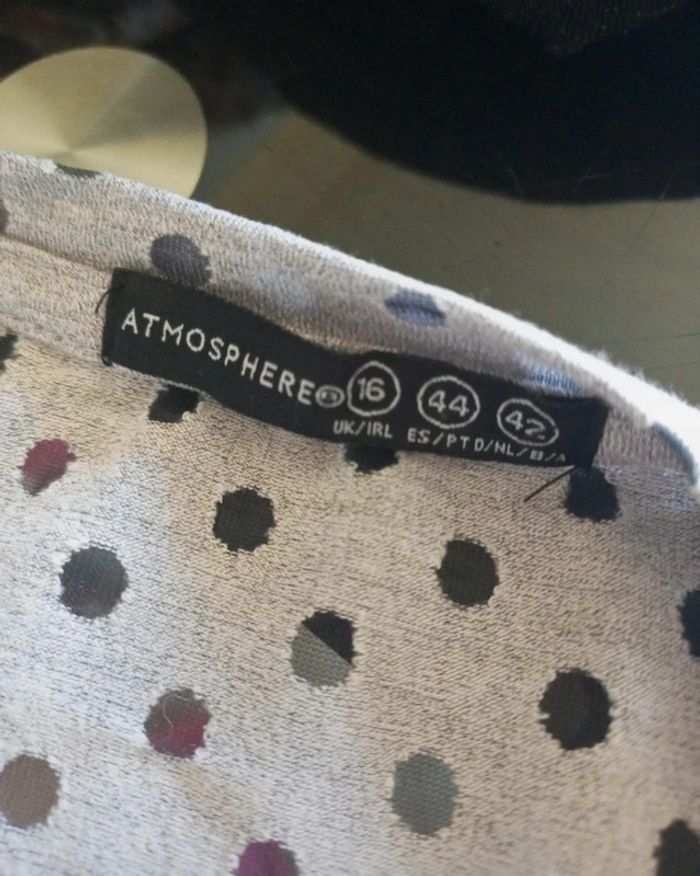 ATMOSPHERE® 16 44 42
UK/IRL ES/PT D/NL/B/A